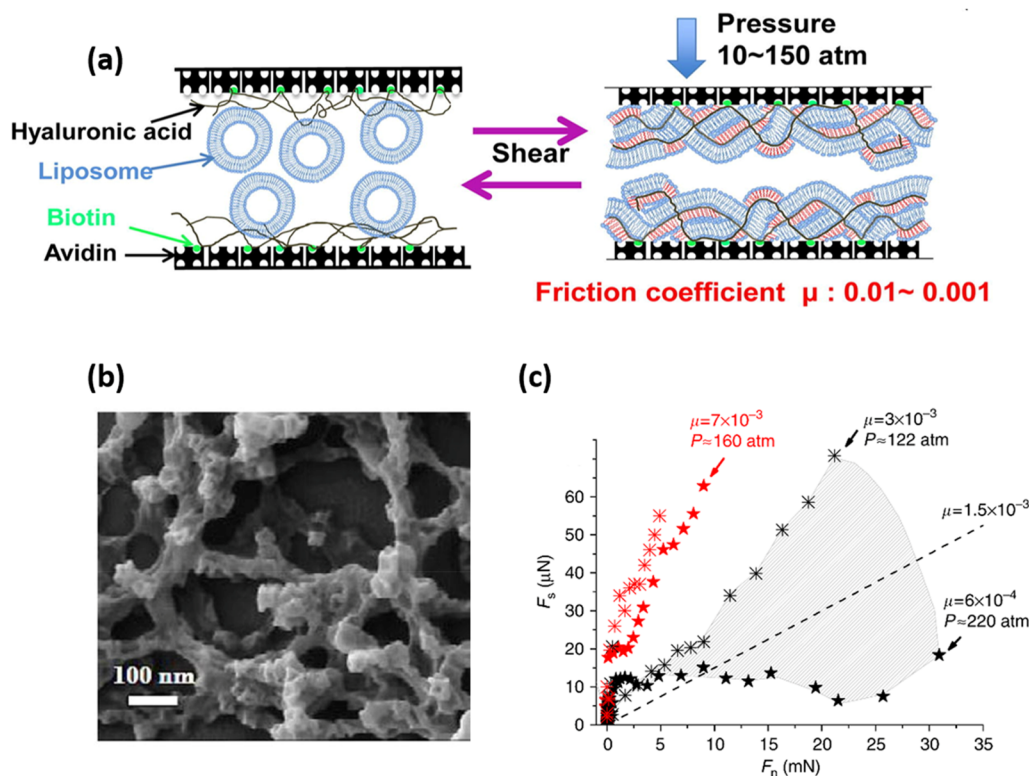 (a)
Hyaluronic acid
Liposome
Biotin
Avidin
Shear
Pressure
10~150 atm
Friction coefficient μ : 0.01~ 0.001
(b)
100 nm
(c)
μ=7×10⁻³
P≈160 atm
μ=3×10⁻³
P≈122 atm
μ=1.5×10⁻³
μ=6×10⁻⁴
P≈220 atm
Fₛ (μN)
60
50
40
30
20
10
0
0 5 10 15 20 25 30 35
Fₙ (mN)